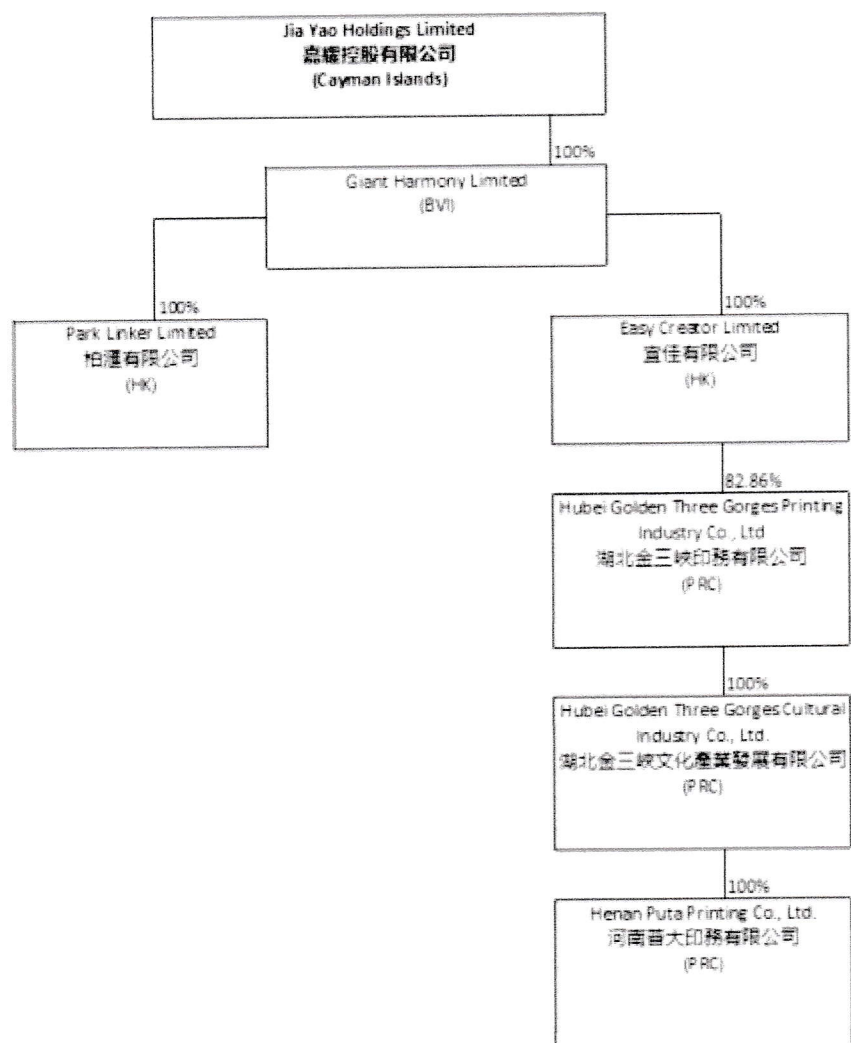 Jia Yao Holdings Limited
嘉耀控股有限公司
(Cayman Islands)
100%
Giant Harmony Limited
(BVI)
100%
Park Linker Limited
柏滙有限公司
(HK)
100%
Easy Creator Limited
宜佳有限公司
(HK)
82.86%
Hubei Golden Three Gorges Printing
Industry Co., Ltd
湖北金三峽印務有限公司
(PRC)
100%
Hubei Golden Three Gorges Cultural
Industry Co., Ltd.
湖北金三峽文化產業發展有限公司
(PRC)
100%
Henan Puta Printing Co., Ltd.
河南普大印務有限公司
(PRC)